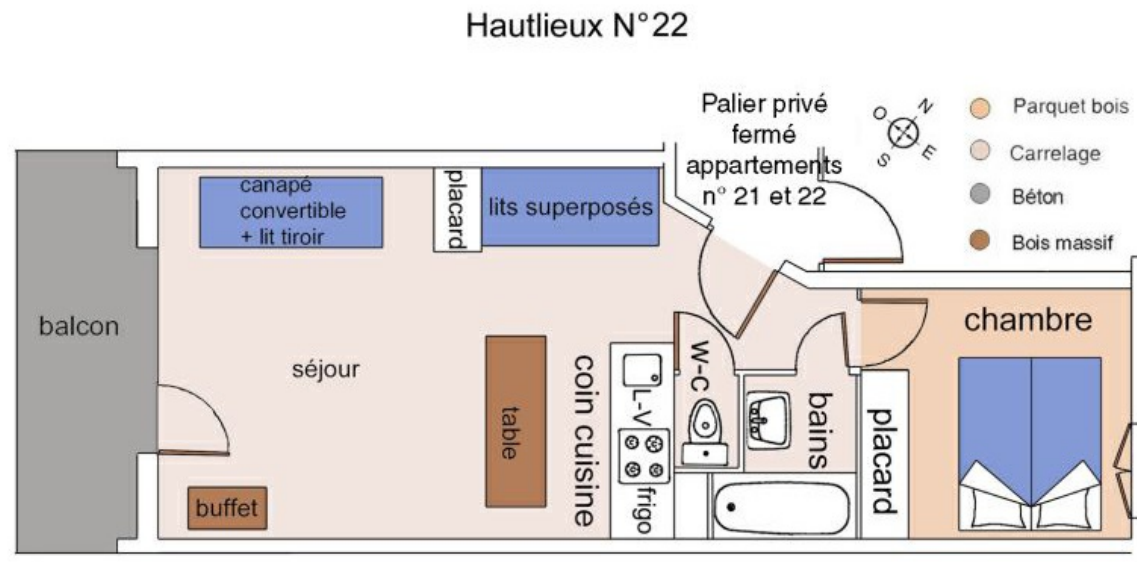 Hautlieux N°22
Palier privé
fermé
appartements
n° 21 et 22
N
O
E
S
Parquet bois
Carrelage
Béton
Bois massif
canapé
convertible
+ lit tiroir
placard
lits superposés
balcon
séjour
table
buffet
coin cuisine
L-V
frigo
w-c
bains
placard
chambre